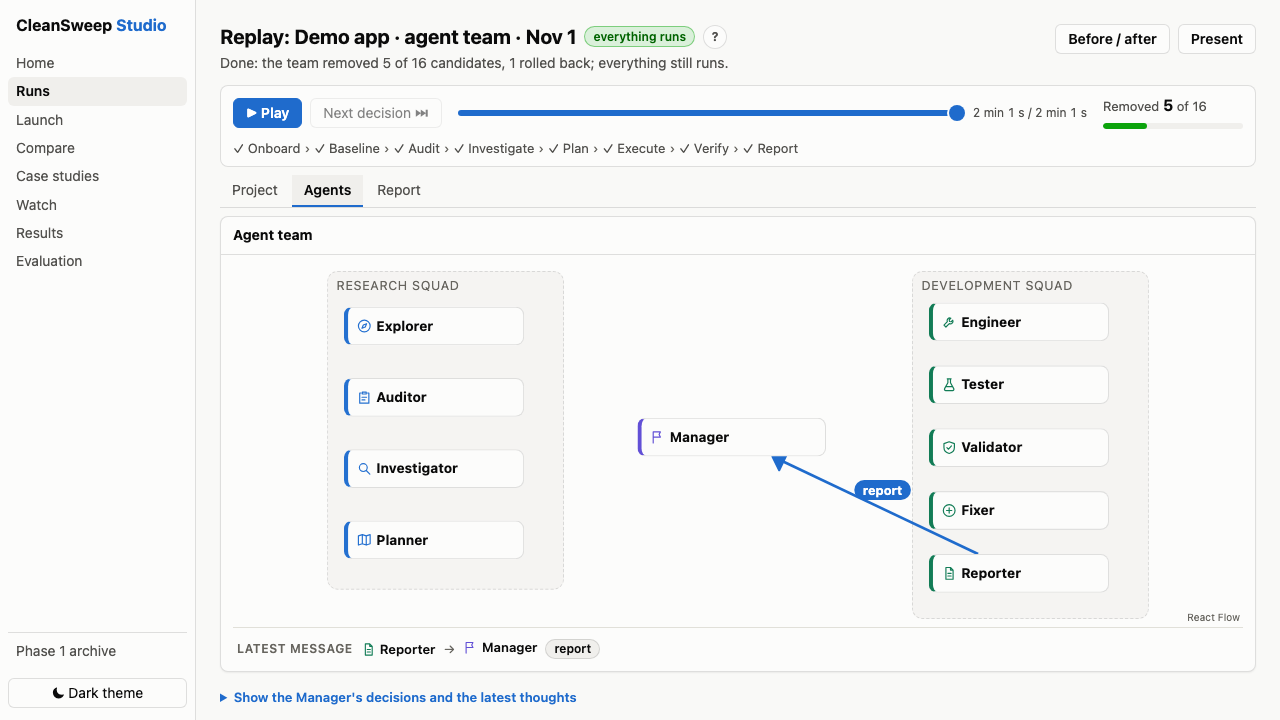 CleanSweep Studio
Home
Runs
Launch
Compare
Case studies
Watch
Results
Evaluation
Phase 1 archive
Dark theme
Replay: Demo app · agent team · Nov 1 everything runs ?
Before / after Present
Done: the team removed 5 of 16 candidates, 1 rolled back; everything still runs.
Play Next decision 2 min 1 s / 2 min 1 s Removed 5 of 16
✓ Onboard › ✓ Baseline › ✓ Audit › ✓ Investigate › ✓ Plan › ✓ Execute › ✓ Verify › ✓ Report
Project Agents Report
Agent team
RESEARCH SQUAD
Explorer
Auditor
Investigator
Planner
Manager
report
DEVELOPMENT SQUAD
Engineer
Tester
Validator
Fixer
Reporter
React Flow
LATEST MESSAGE Reporter → Manager report
Show the Manager's decisions and the latest thoughts